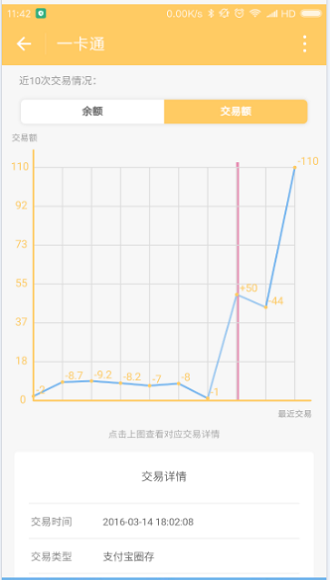 11:42 0.00K/s HD
一卡通
近10次交易情况:
余额 交易额
交易额
110
92
73
55
37
18
0
-2 -8.7 -9.2 -8.2 -7 -8 -1 +50 -44 -110
最近交易
点击上图查看对应交易详情
交易详情
交易时间 2016-03-14 18:02:08
交易类型 支付宝圈存